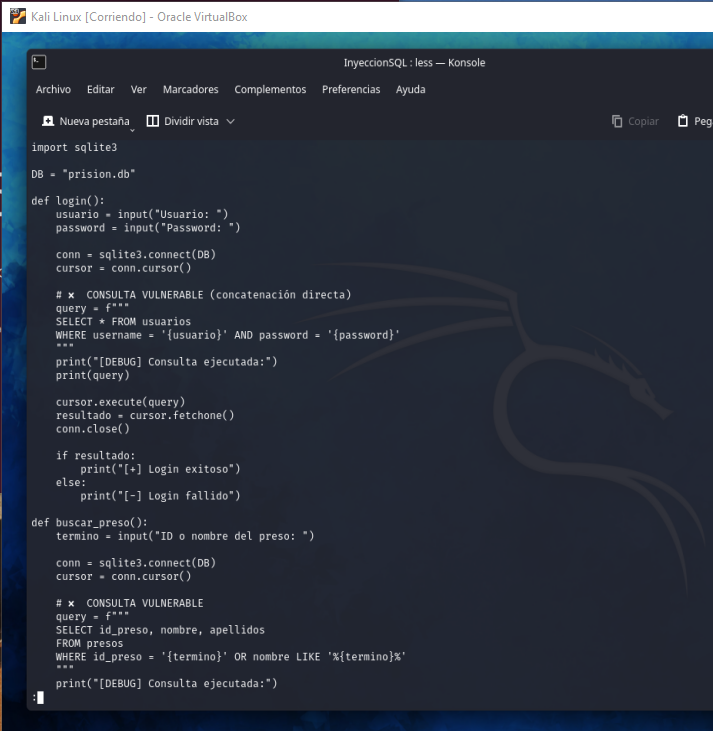 Kali Linux [Corriendo] - Oracle VirtualBox
InyeccionSQL : less — Konsole
Archivo Editar Ver Marcadores Complementos Preferencias Ayuda
Nueva pestaña Dividir vista Copiar Peg
import sqlite3
DB = "prision.db"
def login():
    usuario = input("Usuario: ")
    password = input("Password: ")
    conn = sqlite3.connect(DB)
    cursor = conn.cursor()
    # ✖  CONSULTA VULNERABLE (concatenación directa)
    query = f"""
    SELECT * FROM usuarios
    WHERE username = '{usuario}' AND password = '{password}'
    """
    print("[DEBUG] Consulta ejecutada:")
    print(query)
    cursor.execute(query)
    resultado = cursor.fetchone()
    conn.close()
    if resultado:
        print("[+] Login exitoso")
    else:
        print("[-] Login fallido")
def buscar_preso():
    termino = input("ID o nombre del preso: ")
    conn = sqlite3.connect(DB)
    cursor = conn.cursor()
    # ✖  CONSULTA VULNERABLE
    query = f"""
    SELECT id_preso, nombre, apellidos
    FROM presos
    WHERE id_preso = '{termino}' OR nombre LIKE '%{termino}%'
    """
    print("[DEBUG] Consulta ejecutada:")
: